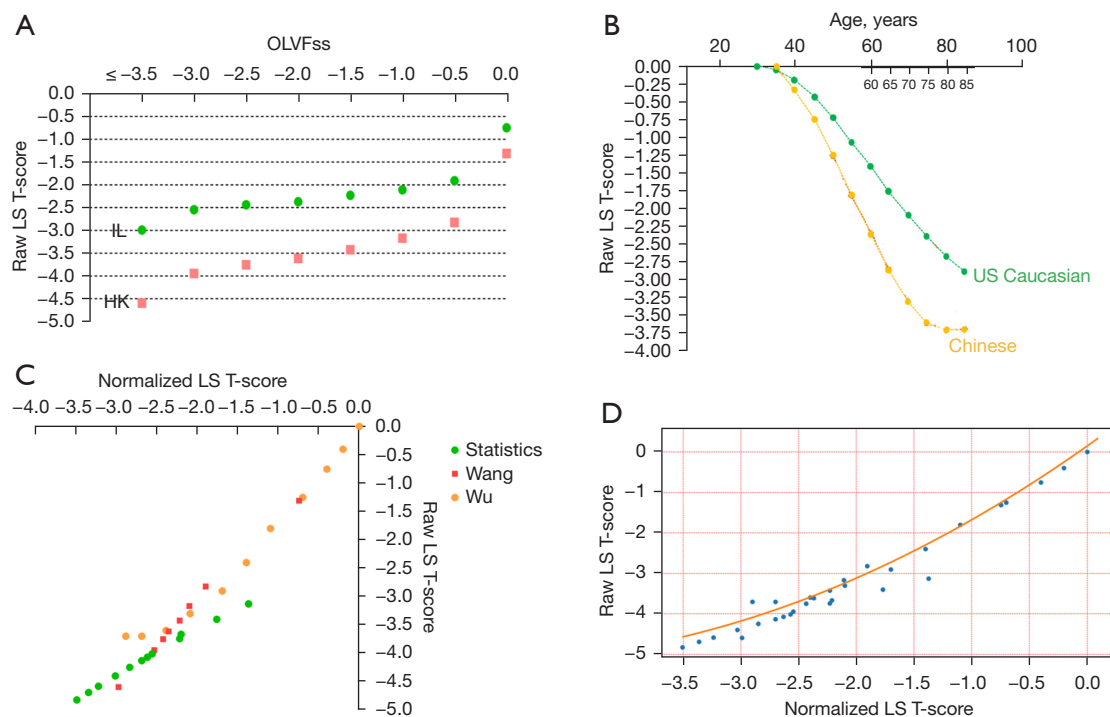 A
OLVFss
≤ −3.5 −3.0 −2.5 −2.0 −1.5 −1.0 −0.5 0.0
Raw LS T-score
0.0
−0.5
−1.0
−1.5
−2.0
−2.5
−3.0
−3.5
−4.0
−4.5
−5.0
IL
HK
B
Age, years
20 40 60 80 100
60 65 70 75 80 85
Raw LS T-score
0.00
−0.25
−0.50
−0.75
−1.00
−1.25
−1.50
−1.75
−2.00
−2.25
−2.50
−2.75
−3.00
−3.25
−3.50
−3.75
−4.00
US Caucasian
Chinese
C
Normalized LS T-score
−4.0 −3.5 −3.0 −2.5 −2.0 −1.5 −1.0 −0.5 0.0
0.0
−0.5
−1.0
−1.5
−2.0
−2.5
−3.0
−3.5
−4.0
−4.5
−5.0
Raw LS T-score
Statistics
Wang
Wu
D
Raw LS T-score
0
−1
−2
−3
−4
−5
−3.5 −3.0 −2.5 −2.0 −1.5 −1.0 −0.5 0.0
Normalized LS T-score